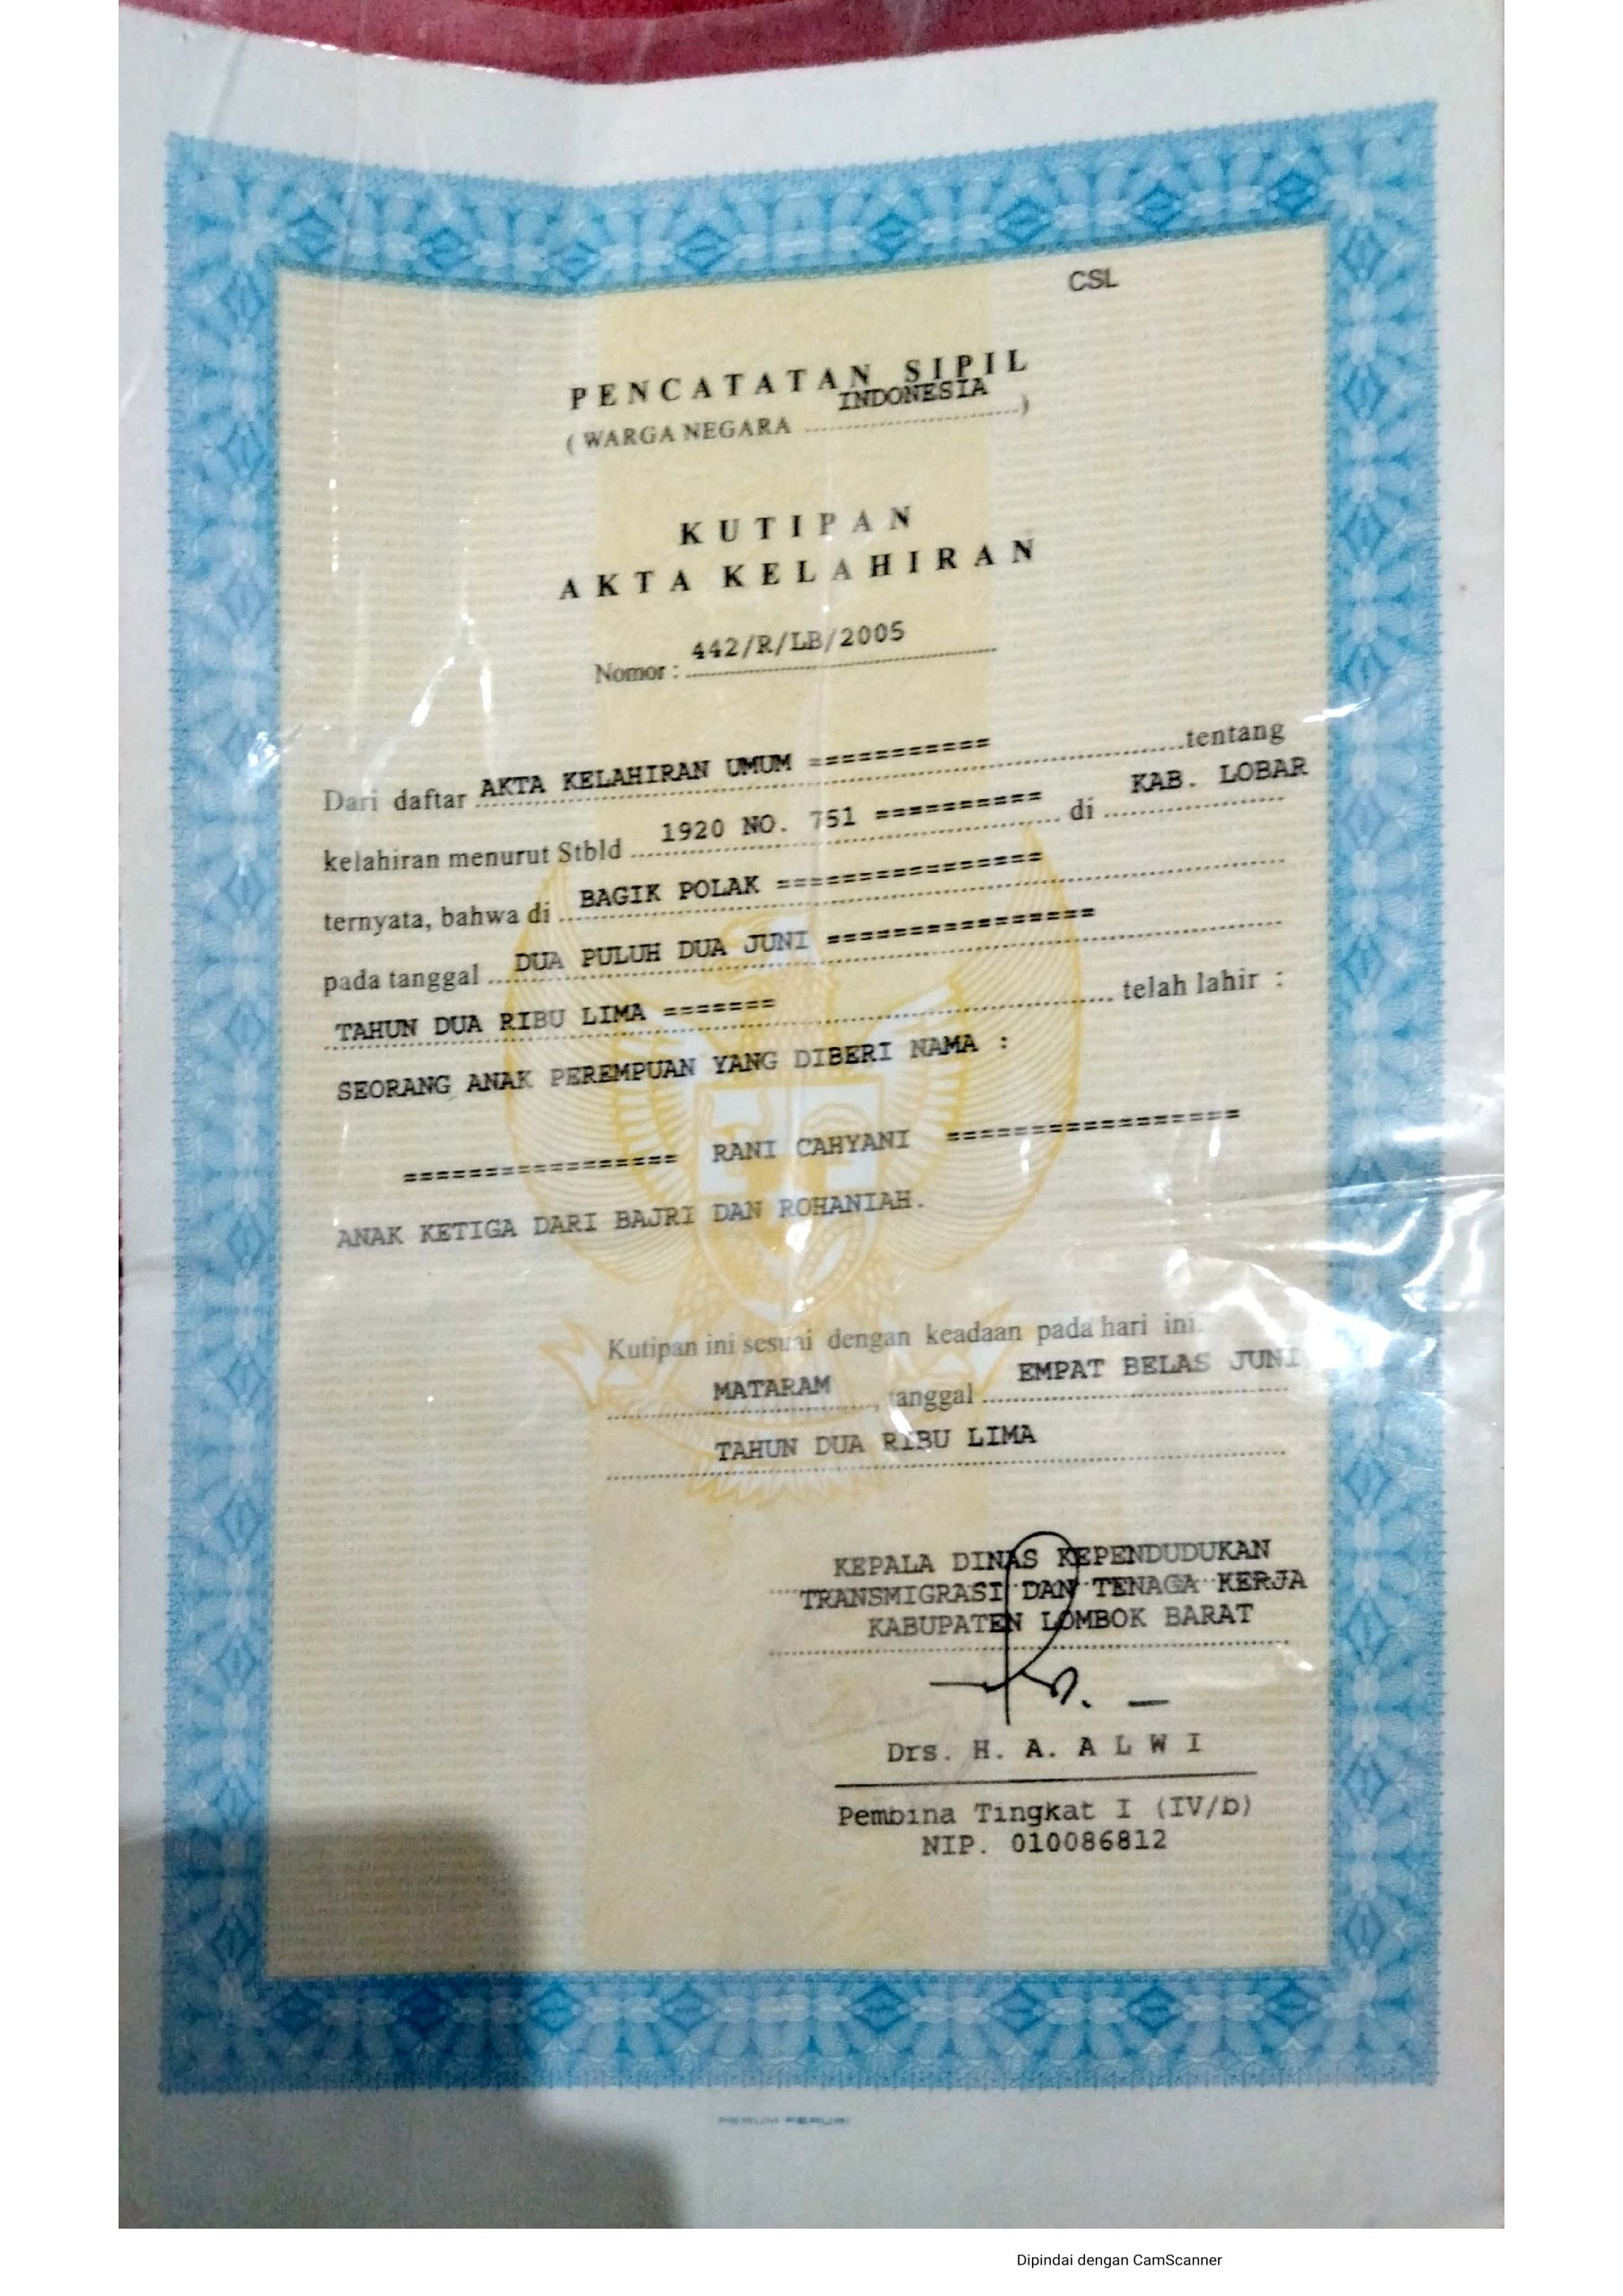 CSL
PENCATATAN SIPIL
INDONESIA
( WARGA NEGARA ........................ )
KUTIPAN
AKTA KELAHIRAN
442/R/LB/2005
Nomor : ........................
Dari daftar AKTA KELAHIRAN UMUM =========== tentang
kelahiran menurut Stbld 1920 NO. 751 ========== di KAB. LOBAR
ternyata, bahwa di BAGIK POLAK ================
pada tanggal DUA PULUH DUA JUNI ================
TAHUN DUA RIBU LIMA ======= telah lahir :
SEORANG ANAK PEREMPUAN YANG DIBERI NAMA :
================= RANI CAHYANI ==================
ANAK KETIGA DARI BAJRI DAN ROHANIAH.
Kutipan ini sesuai dengan keadaan pada hari ini.
MATARAM, tanggal EMPAT BELAS JUNI
TAHUN DUA RIBU LIMA
KEPALA DINAS KEPENDUDUKAN
TRANSMIGRASI DAN TENAGA KERJA
KABUPATEN LOMBOK BARAT
Drs. H. A. A L W I
Pembina Tingkat I (IV/b)
NIP. 010086812
PERUM PERURI
Dipindai dengan CamScanner